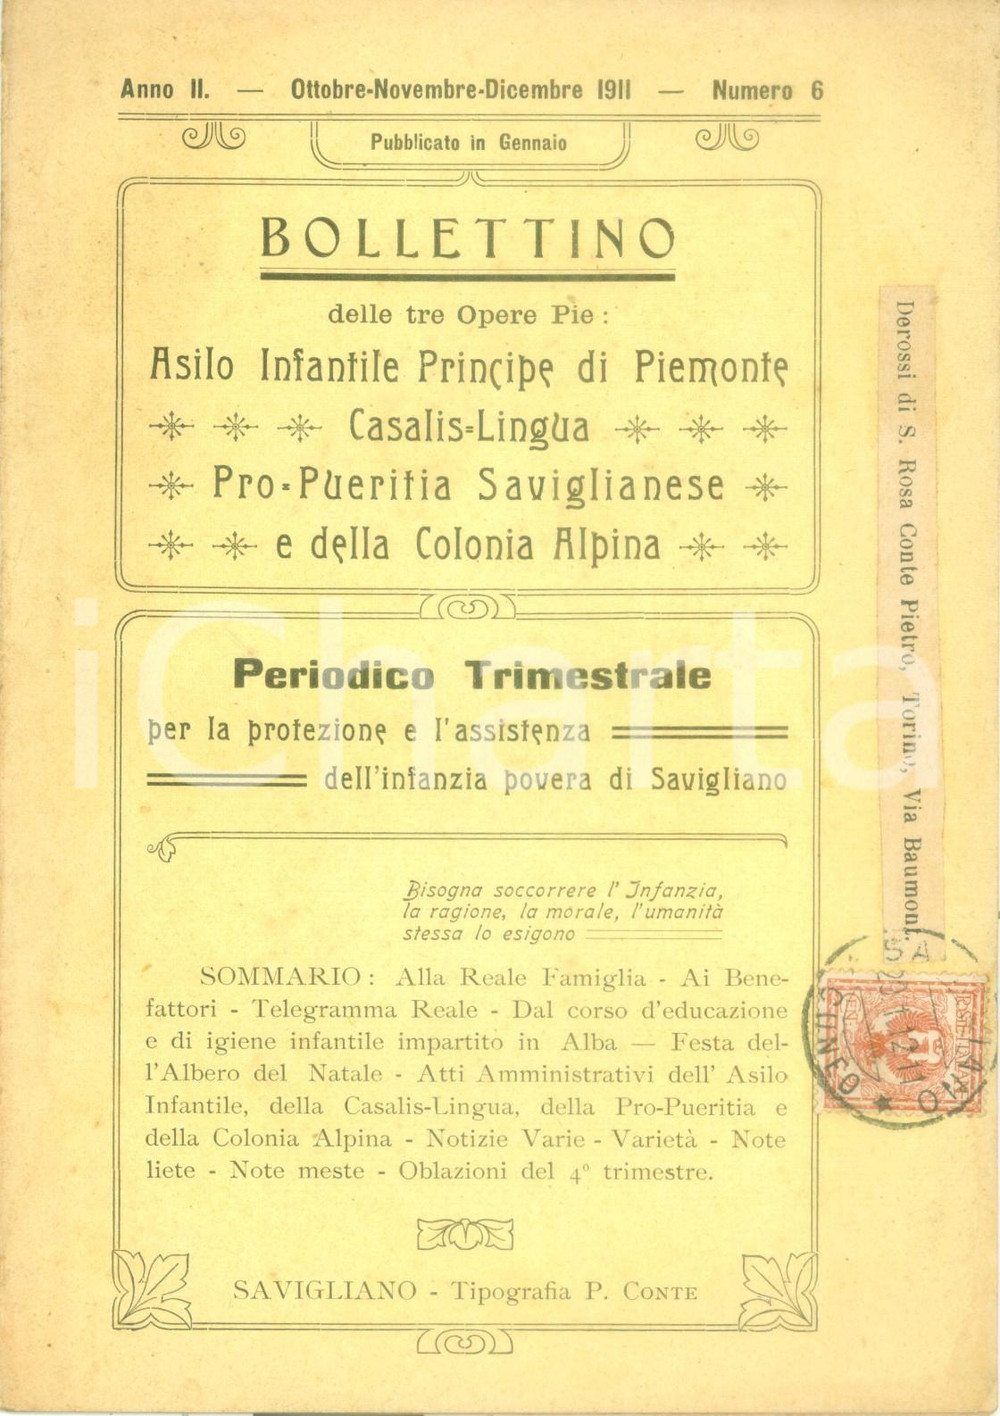 Anno II. — Ottobre-Novembre-Dicembre 1911 — Numero 6
Pubblicato in Gennaio
BOLLETTINO
delle tre Opere Pie :
Asilo Infantile Principe di Piemonte
Casalis=Lingua
Pro-Pueritia Saviglianese
e della Colonia Alpina
Periodico Trimestrale
per la protezione e l'assistenza
dell'infanzia povera di Savigliano
Bisogna soccorrere l' Infanzia,
la ragione, la morale, l'umanità
stessa lo esigono
SOMMARIO : Alla Reale Famiglia - Ai Bene-
fattori - Telegramma Reale - Dal corso d'educazione
e di igiene infantile impartito in Alba — Festa del-
l'Albero del Natale - Atti Amministrativi dell' Asilo
Infantile, della Casalis-Lingua, della Pro-Pueritia e
della Colonia Alpina - Notizie Varie - Varietà - Note
liete - Note meste - Oblazioni del 4º trimestre.
SAVIGLIANO - Tipografia P. CONTE
Derossi di S. Rosa Conte Pietro, Torino, Via Baumont.
CUNEO
iCharta